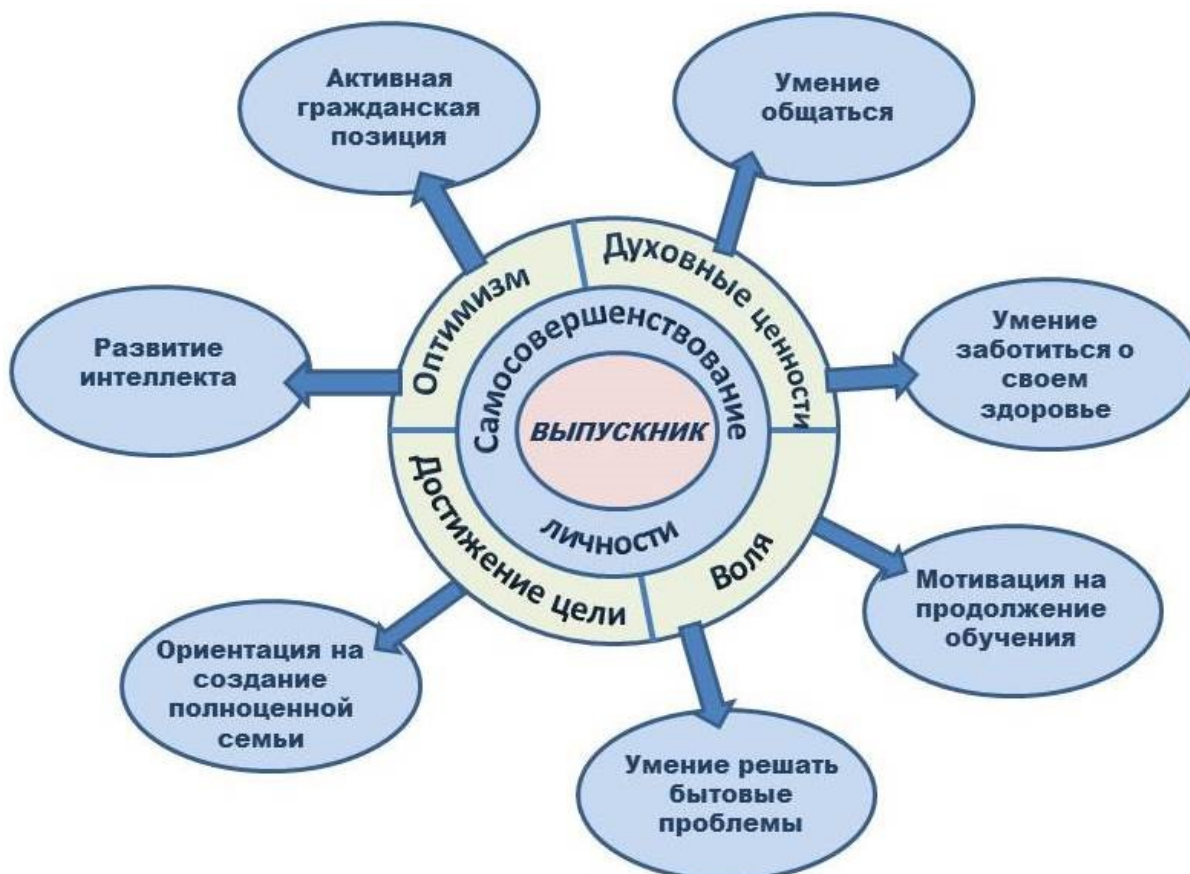 Активная
гражданская
позиция
Умение
общаться
Развитие
интеллекта
Оптимизм
Духовные ценности
Умение
заботиться о
своем
здоровье
Самосовершенствование
личности
ВЫПУСКНИК
Достижение цели
Воля
Мотивация на
продолжение
обучения
Ориентация на
создание
полноценной
семьи
Умение решать
бытовые
проблемы